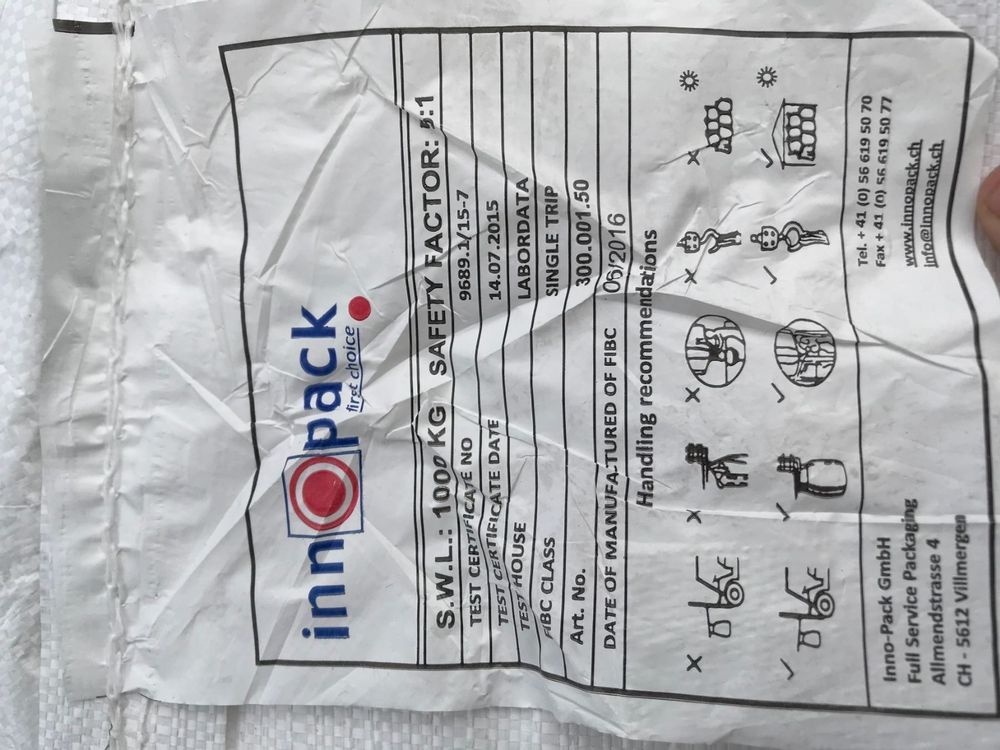 innopack
first choice
S.W.L.: 1000 KG SAFETY FACTOR: 5:1
TEST CERTIFICATE NO 9689.1/15-7
TEST CERTIFICATE DATE 14.07.2015
TEST HOUSE LABORDATA
FIBC CLASS SINGLE TRIP
Art. No. 300.001.50
DATE OF MANUFACTURED OF FIBC 06/2016
Handling recommendations
Inno-Pack GmbH
Full Service Packaging
Allmendstrasse 4
CH - 5612 Villmergen
Tel. + 41 (0) 56 619 50 70
Fax + 41 (0) 56 619 50 77
www.innopack.ch
info@innopack.ch